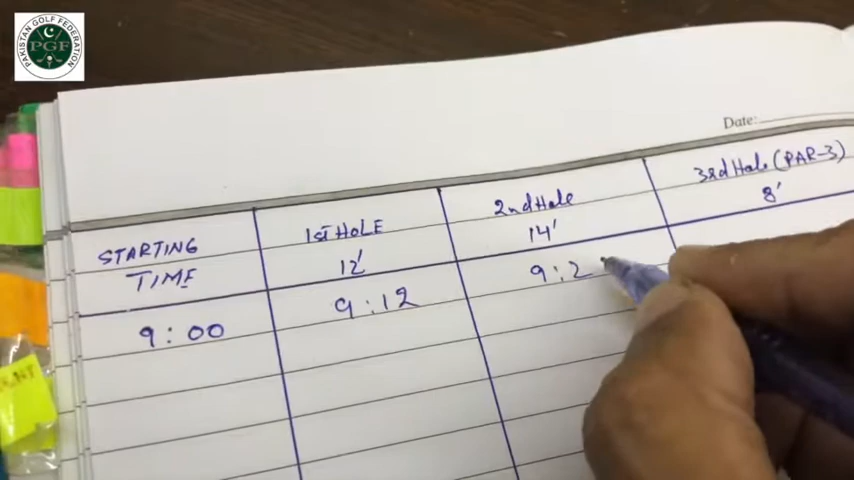 PAKISTAN GOLF FEDERATION
PGF
Date:
STARTING TIME
1st HOLE
12'
2nd Hole
14'
3rd Hole (PAR-3)
8'
9:00
9:12
9:2